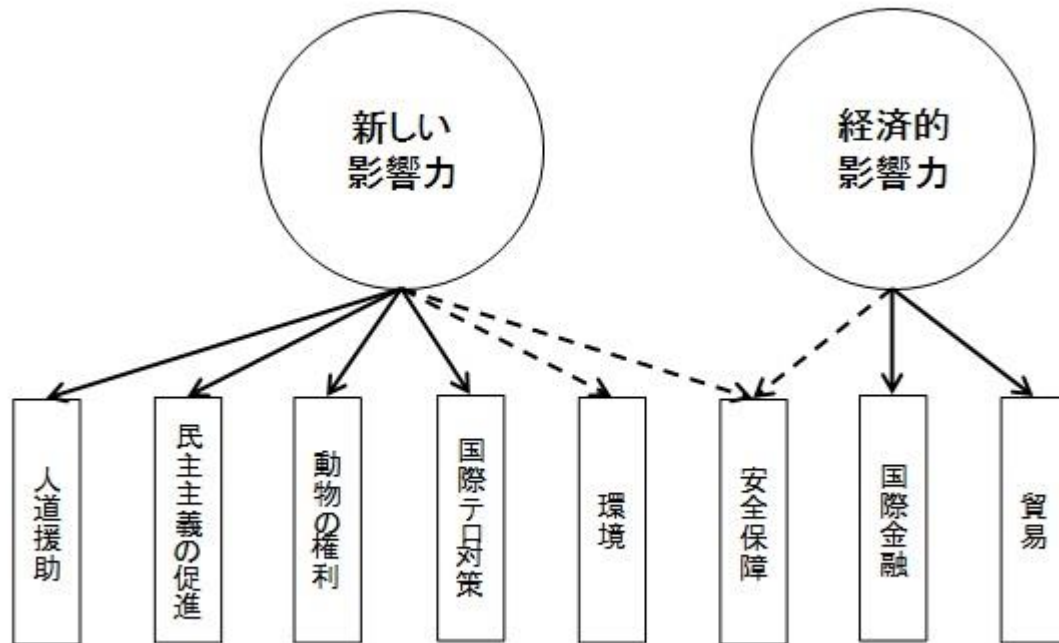 新しい
影響力
経済的
影響力
人道援助
民主主義の促進
動物の権利
国際テロ対策
環境
安全保障
国際金融
貿易